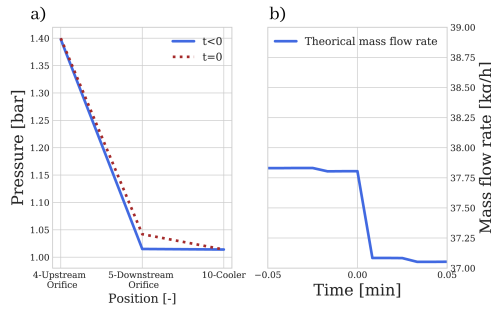 a)
b)
t<0
t=0
Pressure [bar]
1.40
1.35
1.30
1.25
1.20
1.15
1.10
1.05
1.00
4-Upstream
Orifice
5-Downstream
Orifice
10-Cooler
Position [-]
Theorical mass flow rate
39.00
38.75
38.50
38.25
38.00
37.75
37.50
37.25
37.00
Mass flow rate [kg/h]
−0.05
0.00
0.05
Time [min]